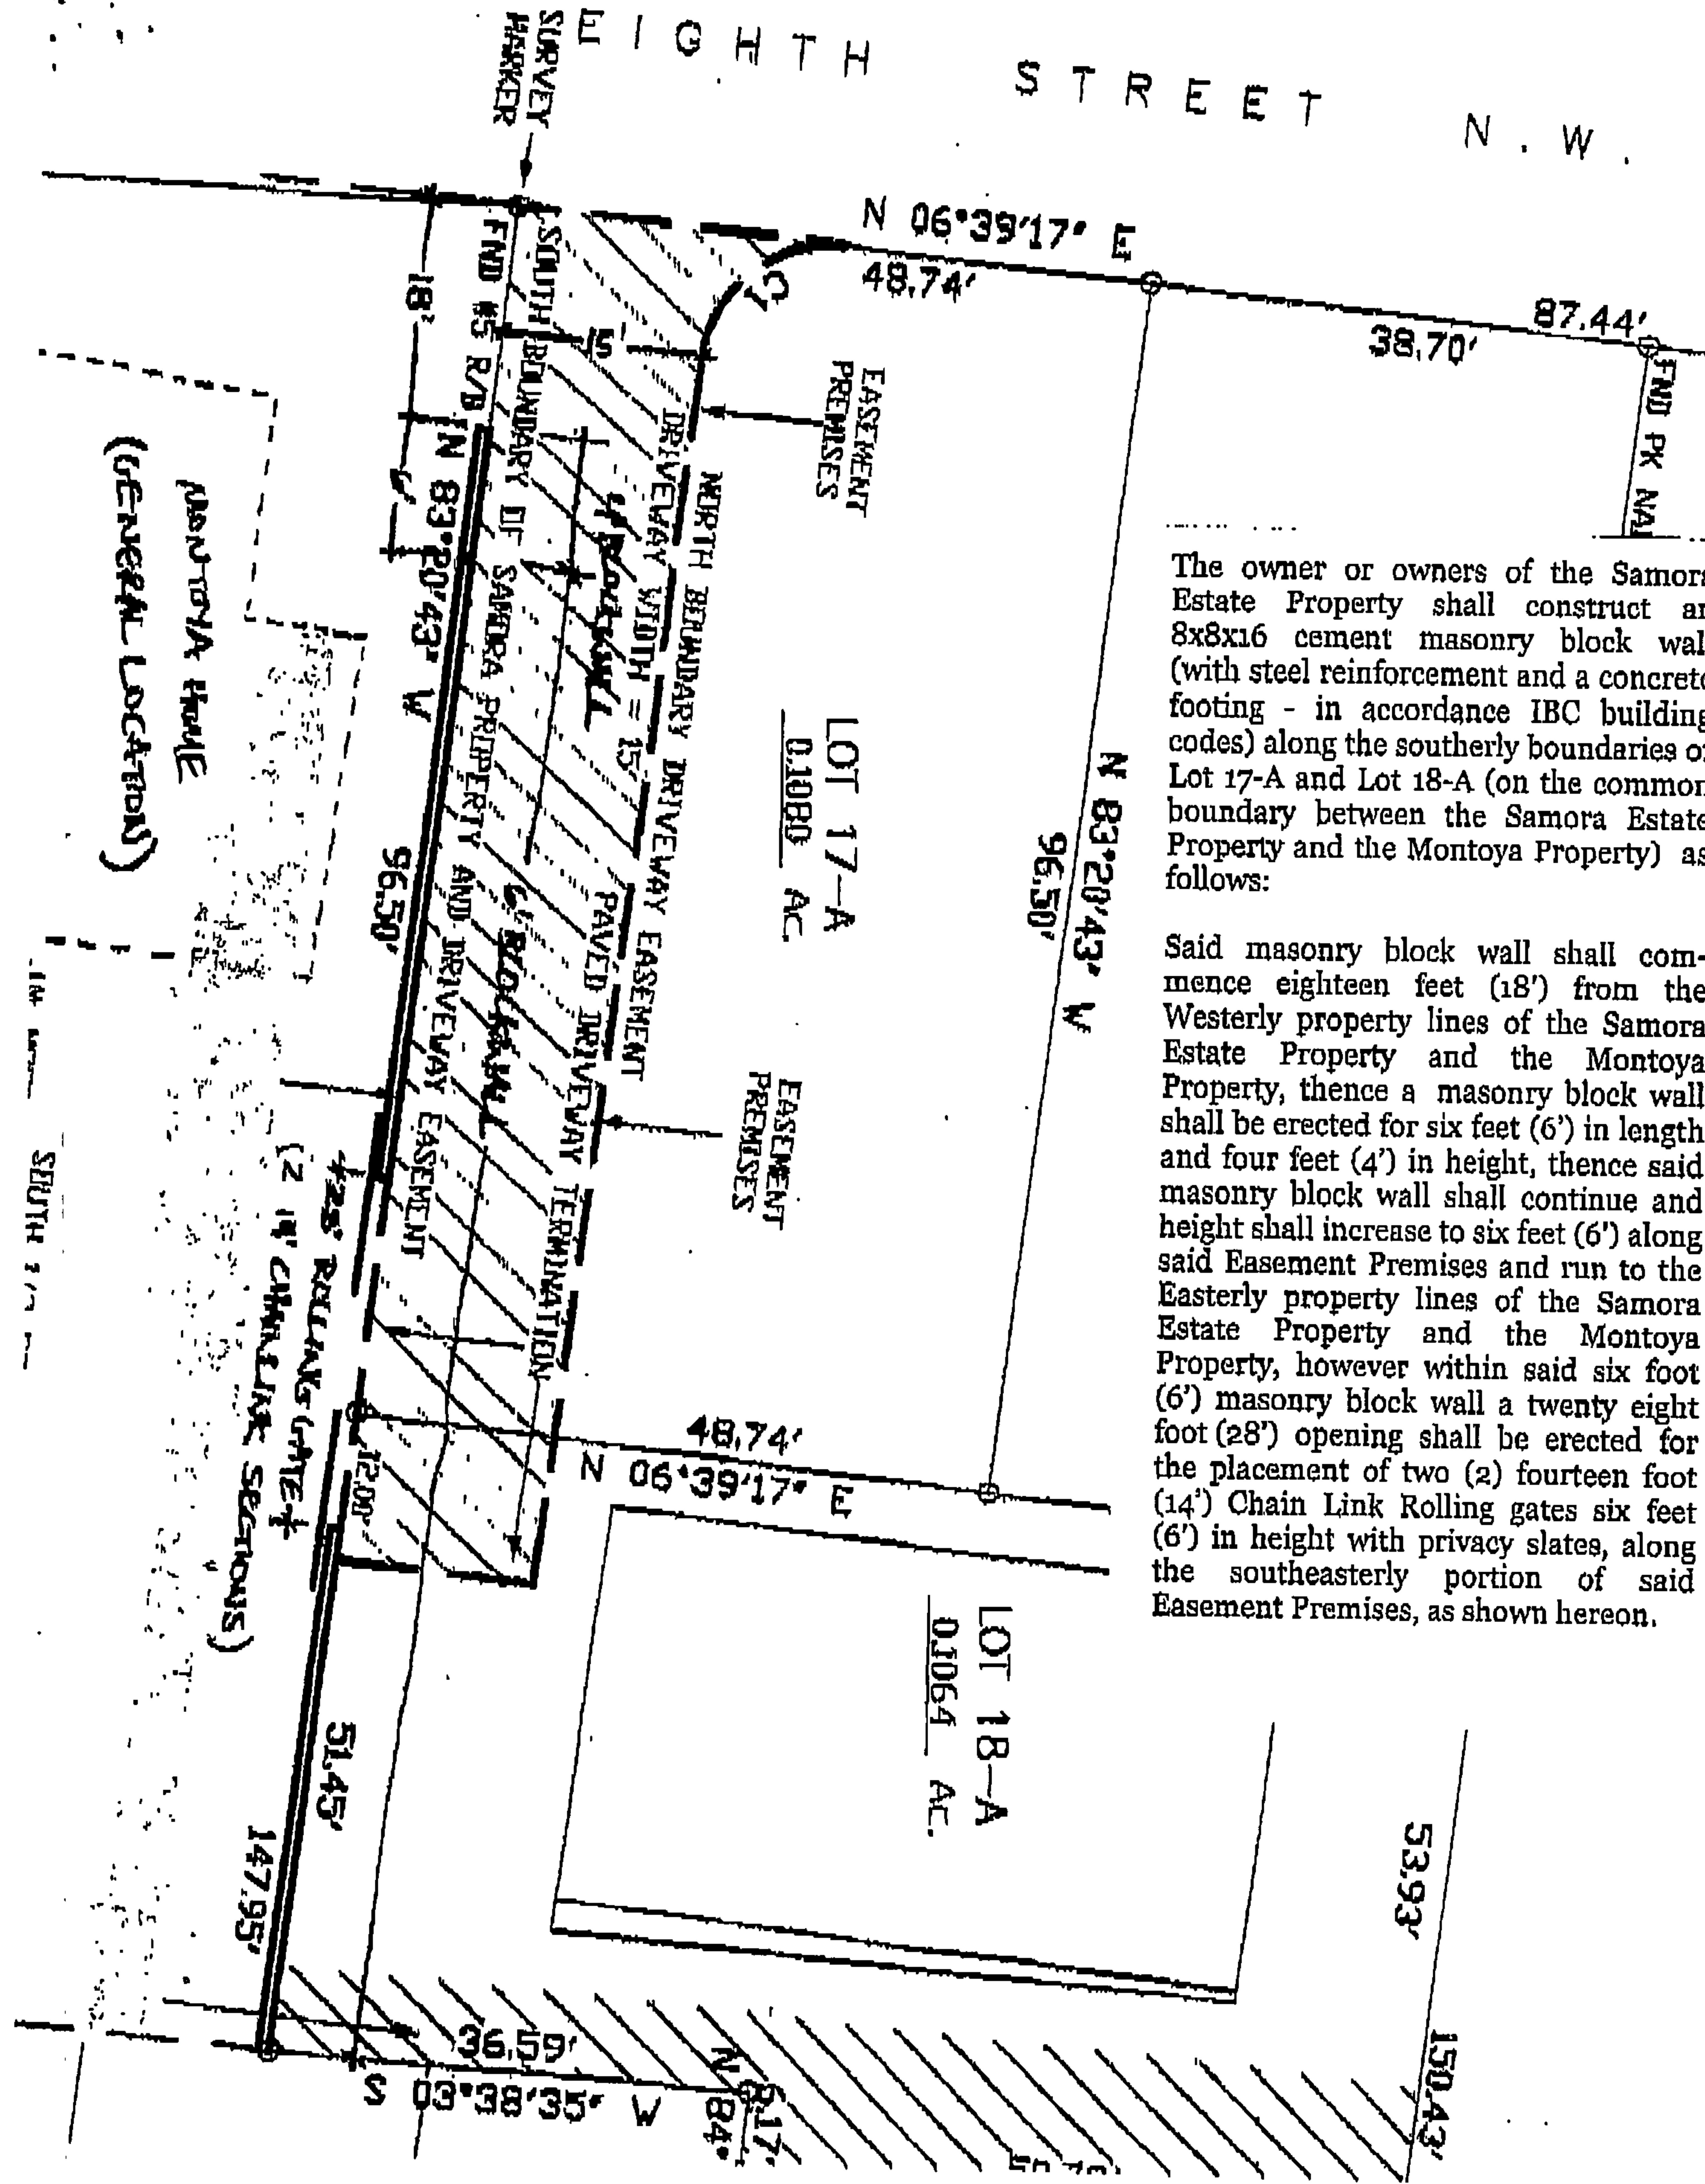 EIGHTH STREET N.W.
SURVEY
MARKER
N 06°39'17" E
48.74'
87.44'
38.70'
FND PK NAI
C1
18'
FND #5 R/B
15'
EASEMENT
PREMISES
SOUTH BOUNDARY OF SAMORA PROPERTY AND DRIVEWAY EASEMENT
DRIVEWAY WIDTH = 15'
NORTH BOUNDARY DRIVEWAY EASEMENT
PAVED DRIVEWAY TERMINATION
6'
N 83°20'43" W
96.50'
MONTOYA HOME
(GENERAL LOCATION)
LOT 17-A
0.1080 Ac.
N 83°20'43" W
96.50'
EASEMENT
PREMISES
The owner or owners of the Samora
Estate Property shall construct an
8x8x16 cement masonry block wal
(with steel reinforcement and a concrete
footing - in accordance IBC building
codes) along the southerly boundaries of
Lot 17-A and Lot 18-A (on the common
boundary between the Samora Estate
Property and the Montoya Property) as
follows:
Said masonry block wall shall com-
mence eighteen feet (18') from the
Westerly property lines of the Samora
Estate Property and the Montoya
Property, thence a masonry block wall
shall be erected for six feet (6') in length
and four feet (4') in height, thence said
masonry block wall shall continue and
height shall increase to six feet (6') along
said Easement Premises and run to the
Easterly property lines of the Samora
Estate Property and the Montoya
Property, however within said six foot
(6') masonry block wall a twenty eight
foot (28') opening shall be erected for
the placement of two (2) fourteen foot
(14') Chain Link Rolling gates six feet
(6') in height with privacy slates, along
the southeasterly portion of said
Easement Premises, as shown hereon.
SOUTH
28' ROLLING GATE
(2 14' CHAIN LINK SECTIONS)
48.74'
N 06°39'17" E
12.00'
LOT 18-A
0.1064 Ac.
51.45'
147.95'
53.93'
150.43'
36.59'
S 03°38'35" W
8.17'
N 84°